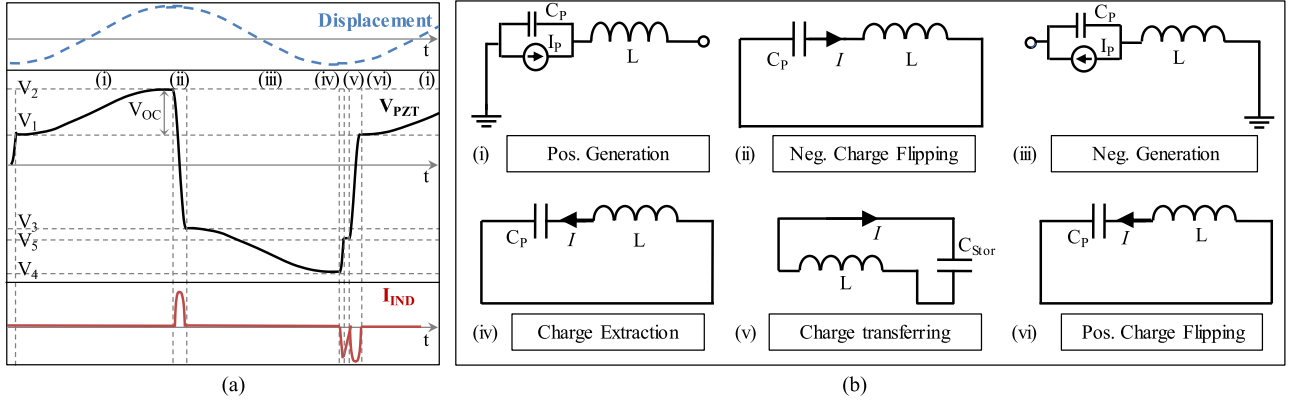 Displacement
t
(i) (ii) (iii) (iv) (v) (vi) (i)
V2
VOC
VPZT
V1
t
V3
V5
V4
IIND
t
(a)
CP
IP
L
(i) Pos. Generation
CP I L
(ii) Neg. Charge Flipping
CP
IP
L
(iii) Neg. Generation
CP I L
(iv) Charge Extraction
I
CStor
L
(v) Charge transferring
CP I L
(vi) Pos. Charge Flipping
(b)